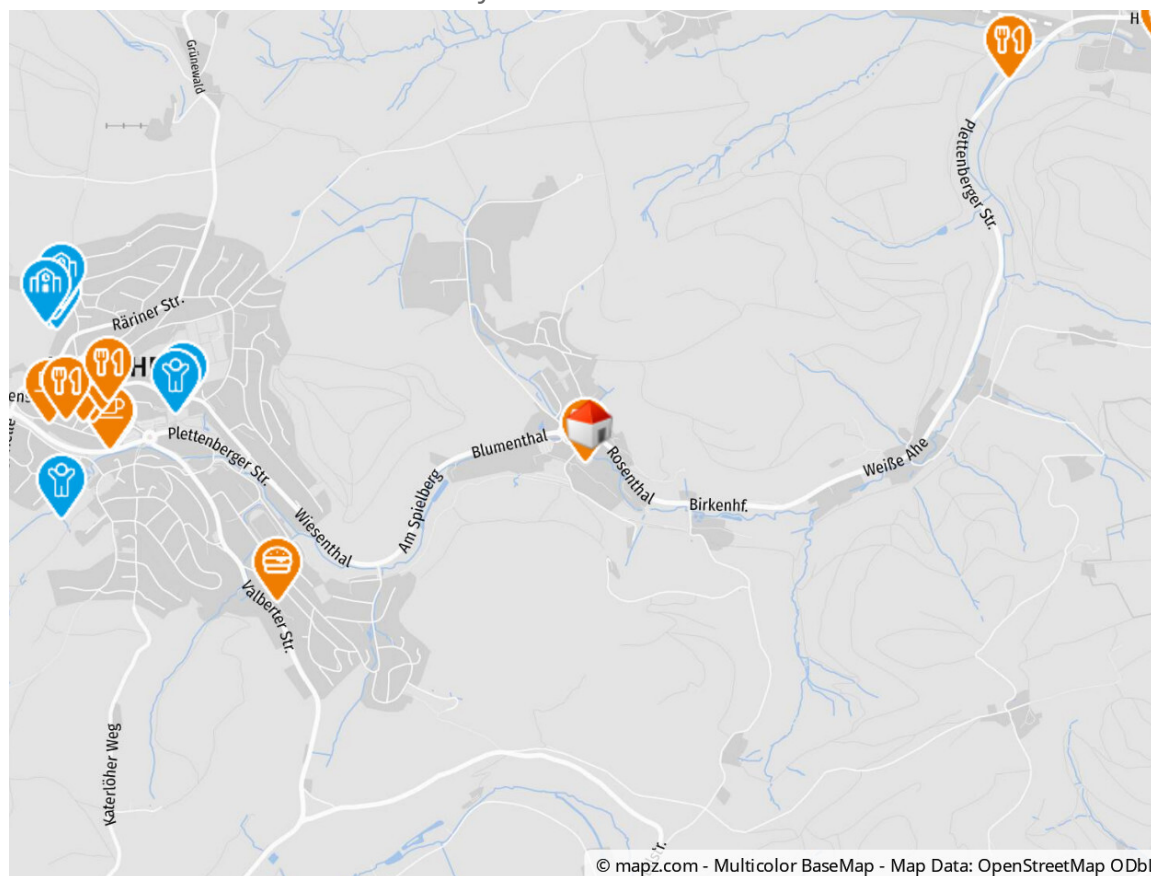 H
Grünewald
Plettenberger Str.
Räriner Str.
Plettenberger Str.
Blumenthal
Rosenthal
Weiße Ahe
Am Spielberg
Birkenhf.
Wiesenthal
Valberter Str.
Katerlöher Weg
© mapz.com - Multicolor BaseMap - Map Data: OpenStreetMap ODbl